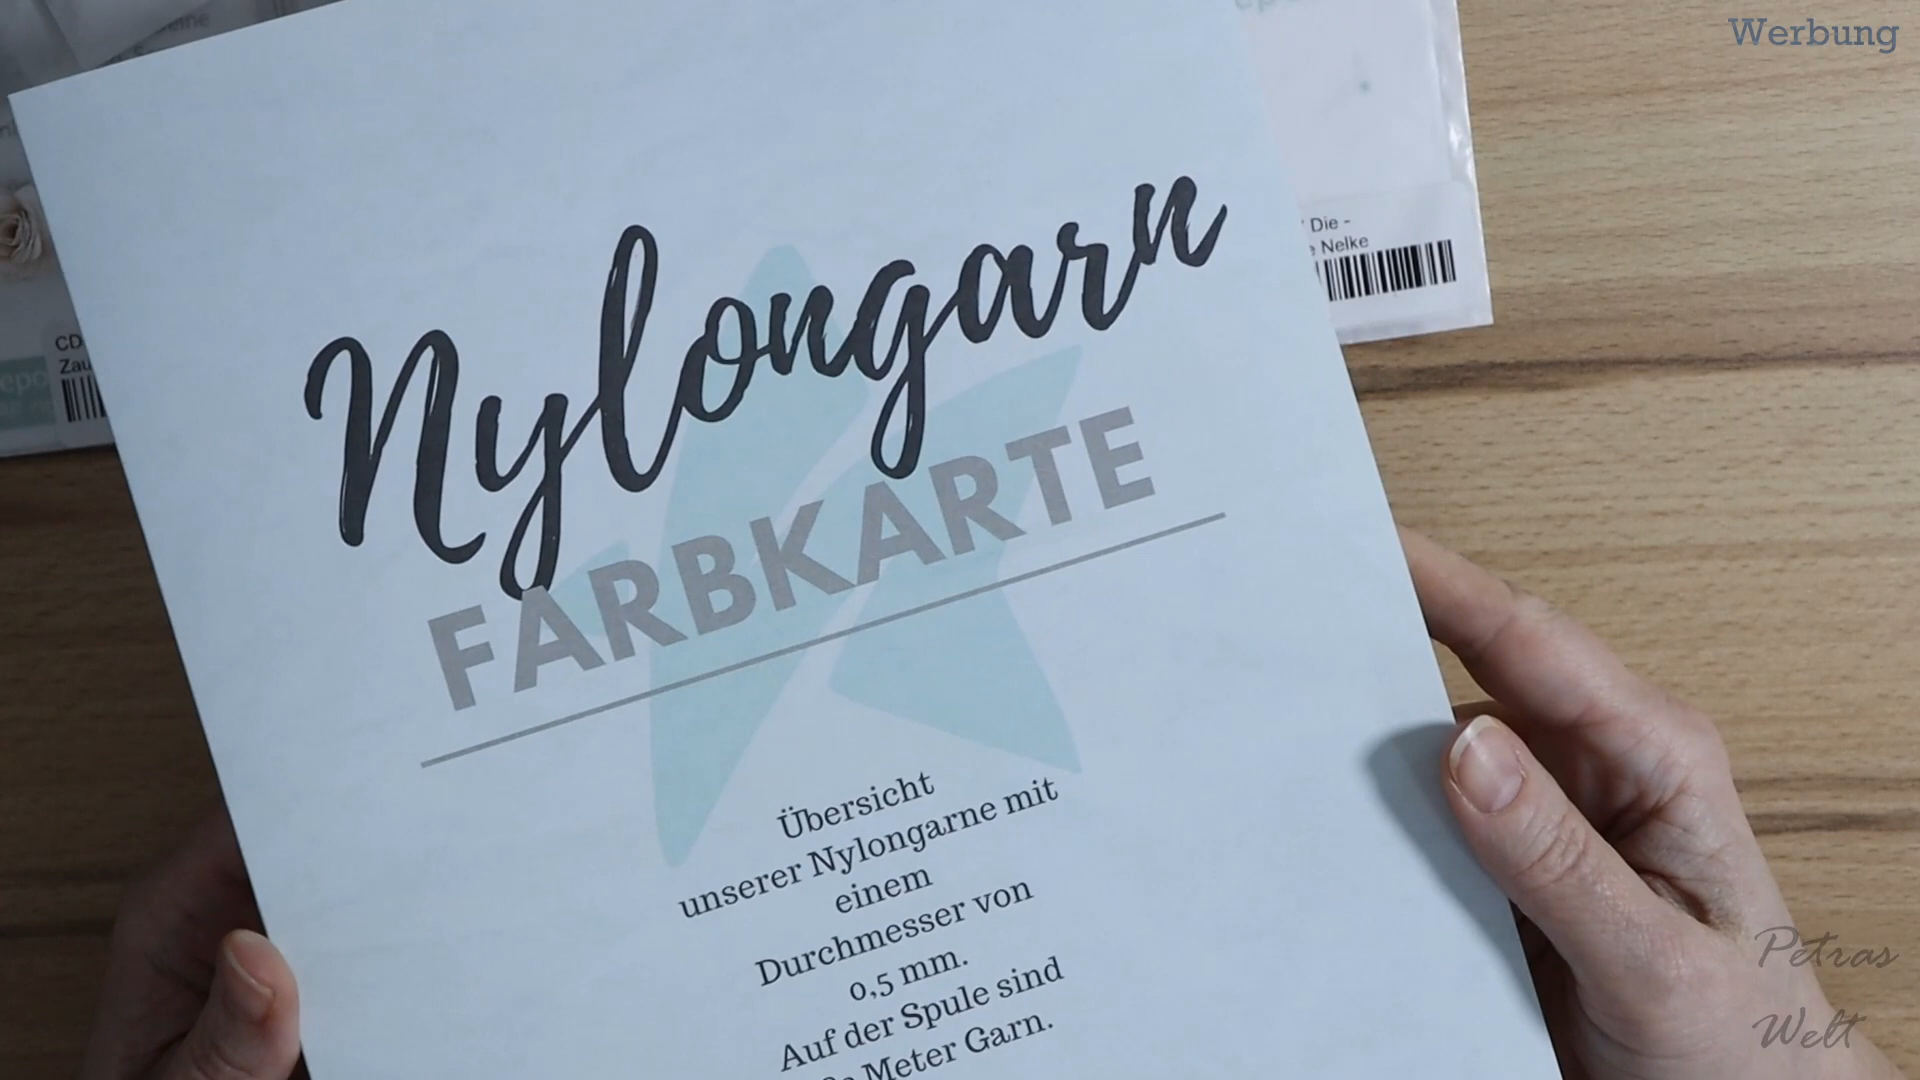 Werbung
Die -
Nelke
CD
Nylongarn
FARBKARTE
Übersicht
unserer Nylongarne mit
einem
Durchmesser von
0,5 mm.
Auf der Spule sind
Meter Garn.
Petras
Welt